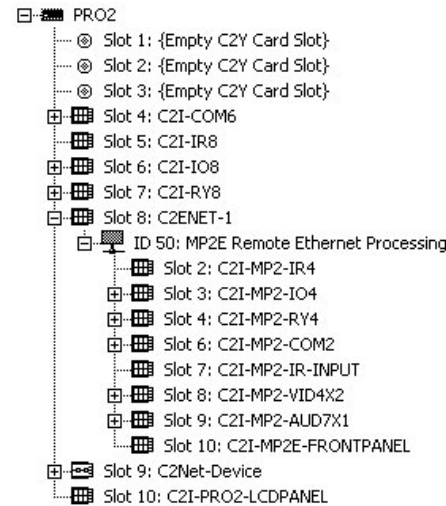 PRO2
Slot 1: {Empty C2Y Card Slot}
Slot 2: {Empty C2Y Card Slot}
Slot 3: {Empty C2Y Card Slot}
Slot 4: C2I-COM6
Slot 5: C2I-IR8
Slot 6: C2I-IO8
Slot 7: C2I-RY8
Slot 8: C2ENET-1
ID 50: MP2E Remote Ethernet Processing
Slot 2: C2I-MP2-IR4
Slot 3: C2I-MP2-IO4
Slot 4: C2I-MP2-RY4
Slot 6: C2I-MP2-COM2
Slot 7: C2I-MP2-IR-INPUT
Slot 8: C2I-MP2-VID4X2
Slot 9: C2I-MP2-AUD7X1
Slot 10: C2I-MP2E-FRONTPANEL
Slot 9: C2Net-Device
Slot 10: C2I-PRO2-LCDPANEL